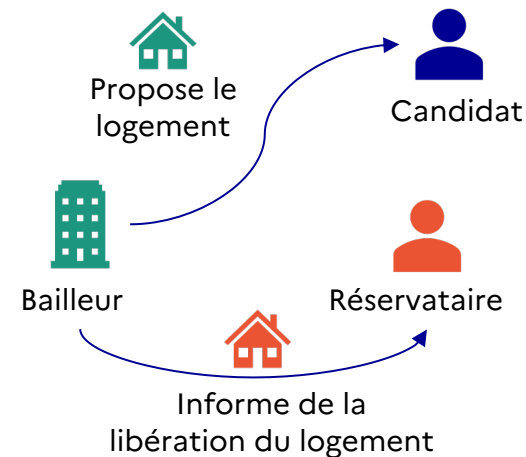 Propose le
logement
Candidat
Bailleur
Réservataire
Informe de la
libération du logement